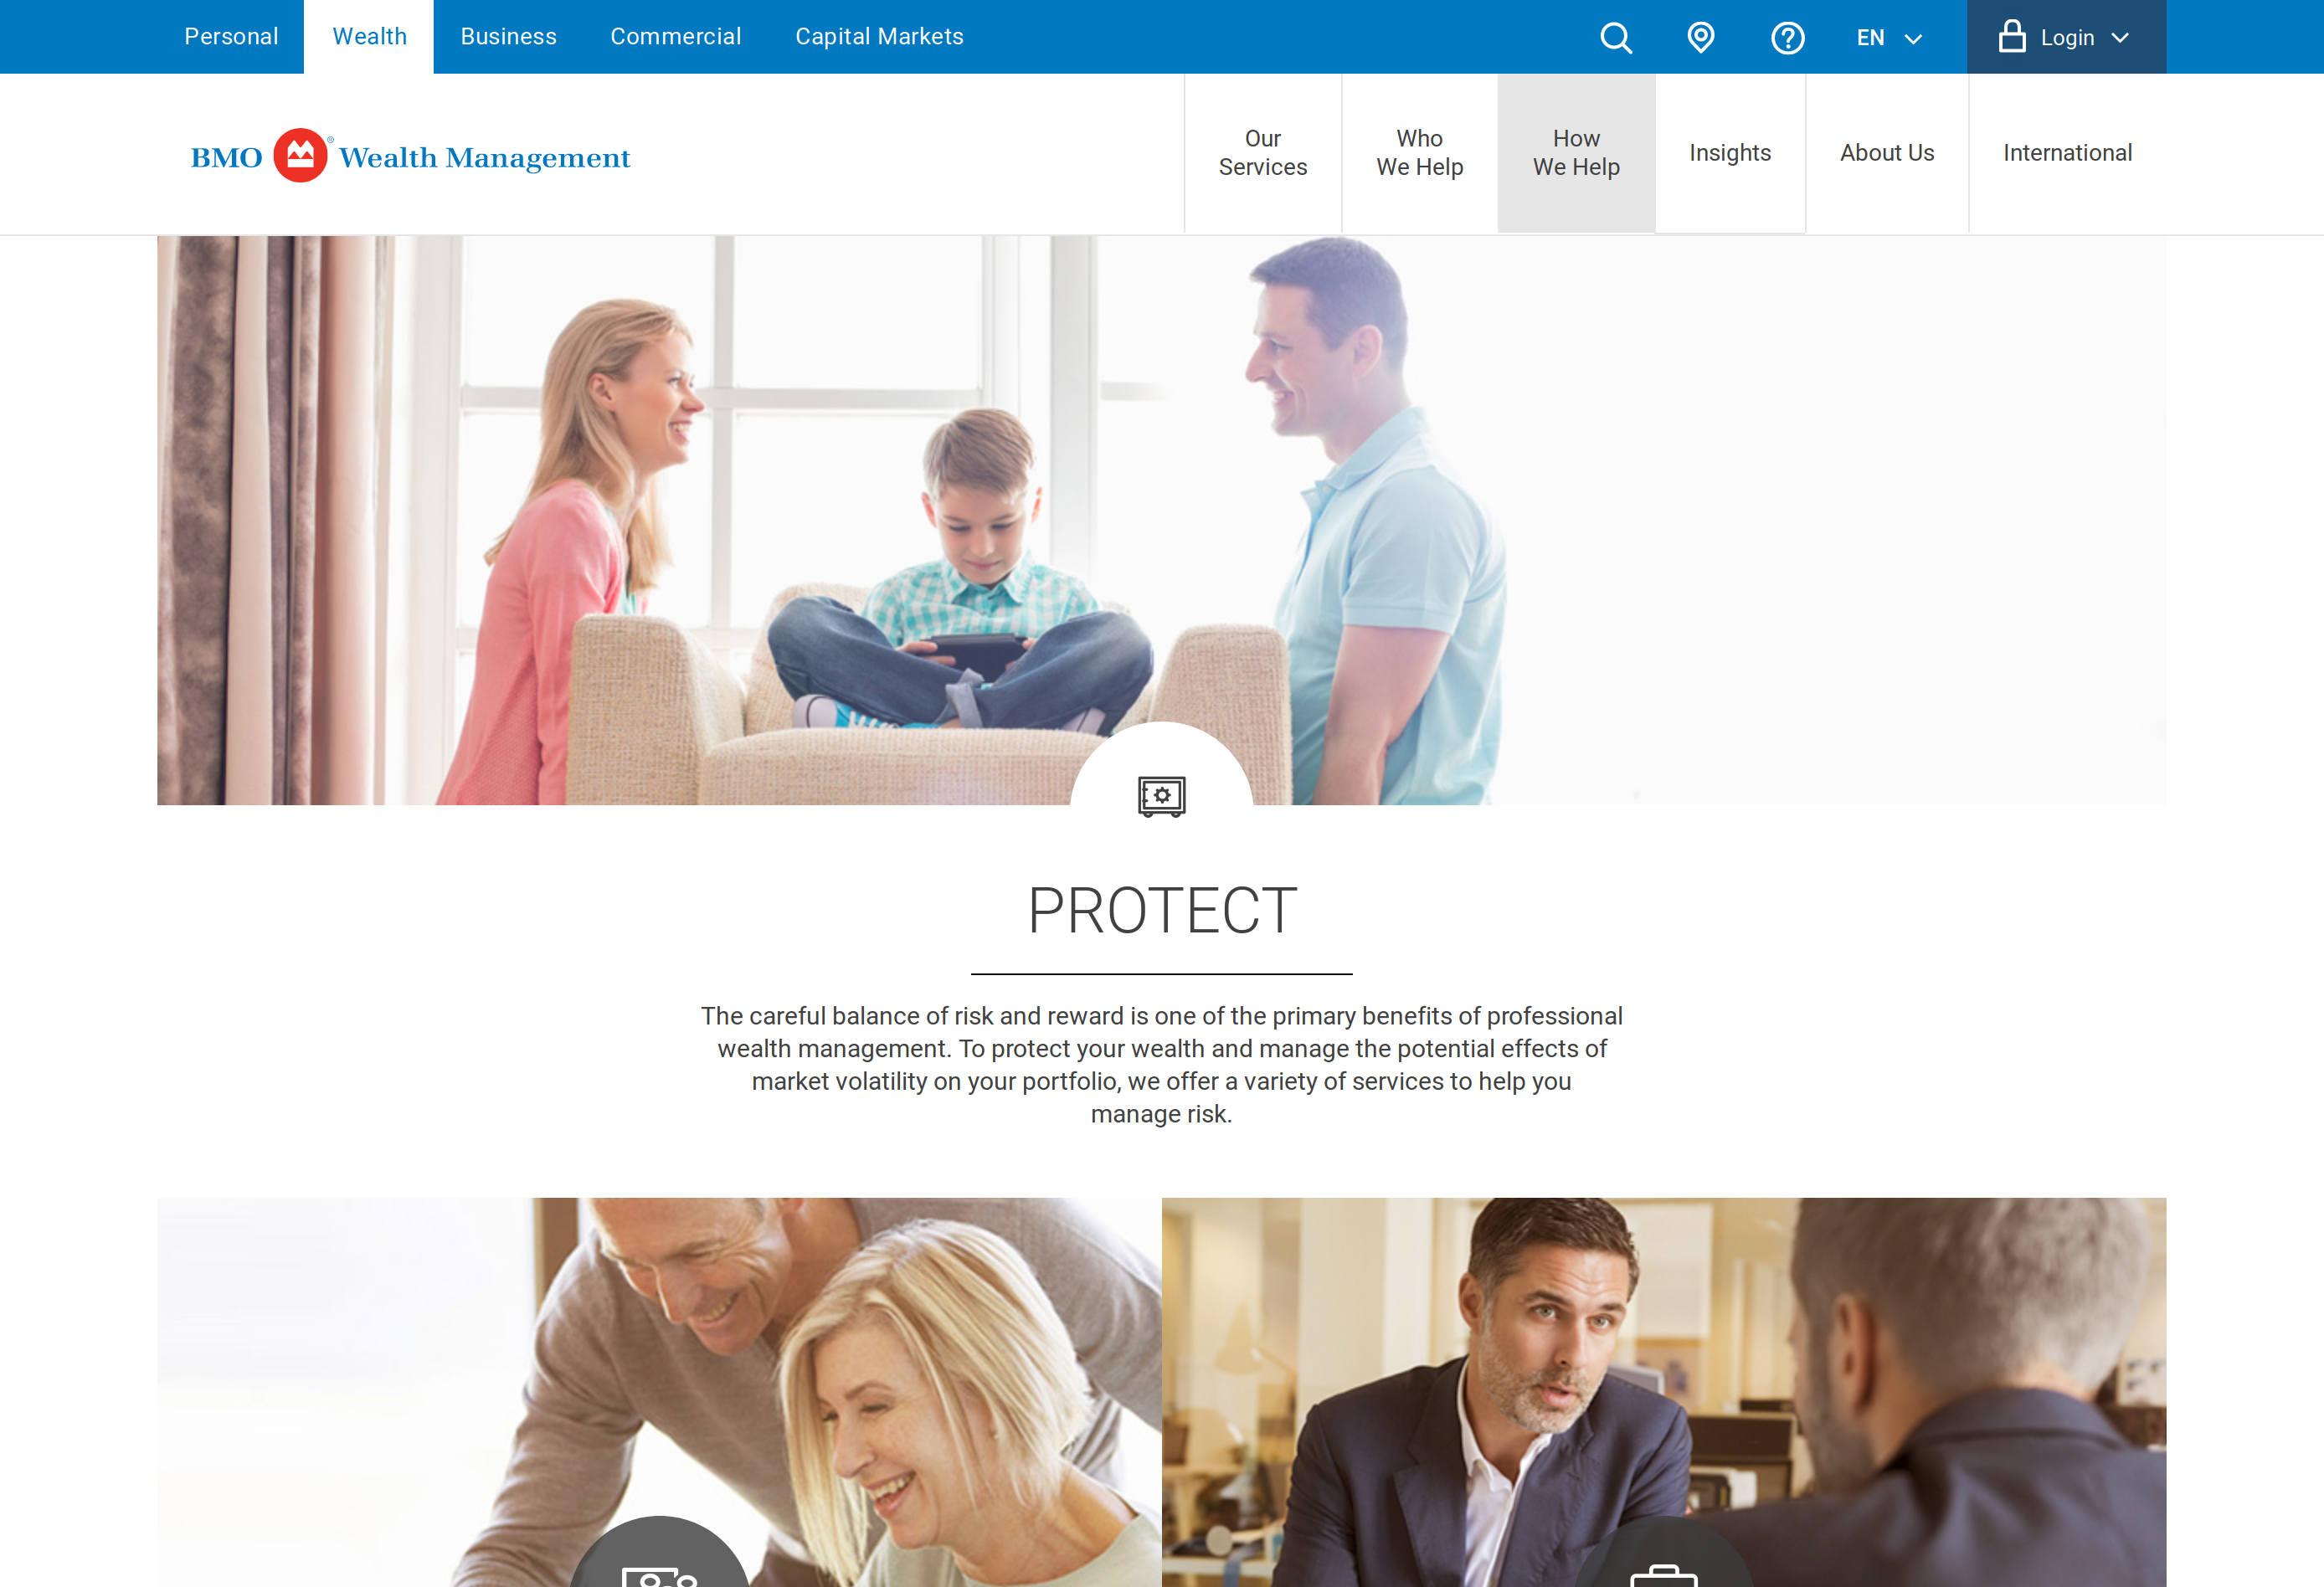 Personal
Wealth
Business
Commercial
Capital Markets
EN
Login
BMO ® Wealth Management
Our
Services
Who
We Help
How
We Help
Insights
About Us
International
PROTECT
The careful balance of risk and reward is one of the primary benefits of professional
wealth management. To protect your wealth and manage the potential effects of
market volatility on your portfolio, we offer a variety of services to help you
manage risk.